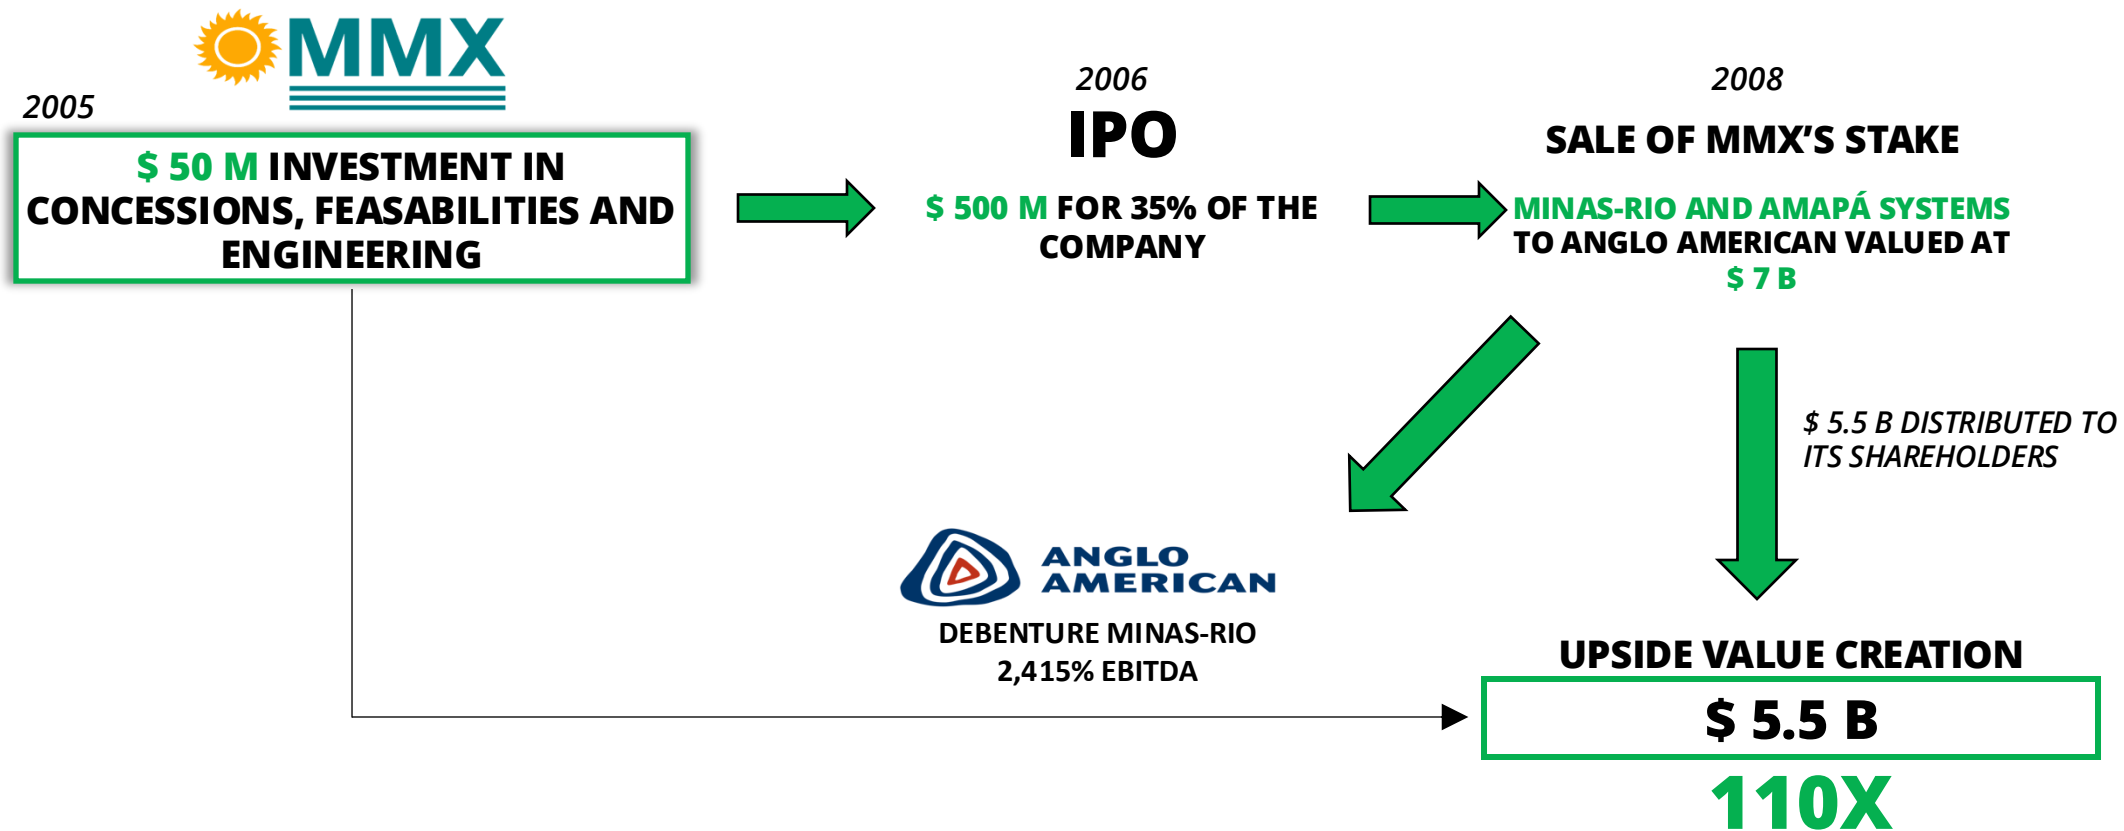 MMX
2005
$ 50 M INVESTMENT IN
CONCESSIONS, FEASABILITIES AND
ENGINEERING
2006
IPO
$ 500 M FOR 35% OF THE
COMPANY
2008
SALE OF MMX’S STAKE
MINAS-RIO AND AMAPÁ SYSTEMS
TO ANGLO AMERICAN VALUED AT
$ 7 B
$ 5.5 B DISTRIBUTED TO
ITS SHAREHOLDERS
ANGLO
AMERICAN
DEBENTURE MINAS-RIO
2,415% EBITDA
UPSIDE VALUE CREATION
$ 5.5 B
110X